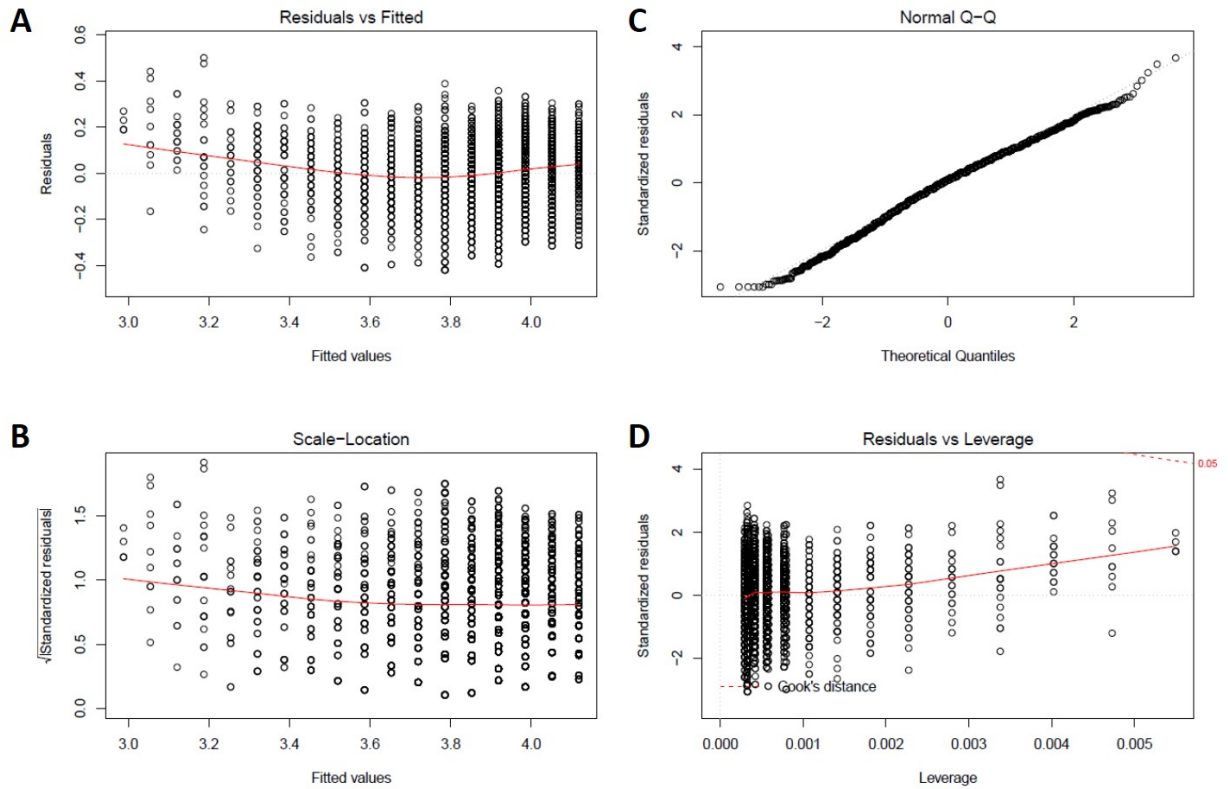 A
Residuals vs Fitted
Residuals
0.6
0.4
0.2
0.0
−0.2
−0.4
3.0 3.2 3.4 3.6 3.8 4.0
Fitted values
C
Normal Q−Q
Standardized residuals
4
2
0
−2
−2 0 2
Theoretical Quantiles
B
Scale−Location
√|Standardized residuals|
1.5
1.0
0.5
0.0
3.0 3.2 3.4 3.6 3.8 4.0
Fitted values
D
Residuals vs Leverage
Standardized residuals
4
2
0
−2
0.05
Cook's distance
0.000 0.001 0.002 0.003 0.004 0.005
Leverage